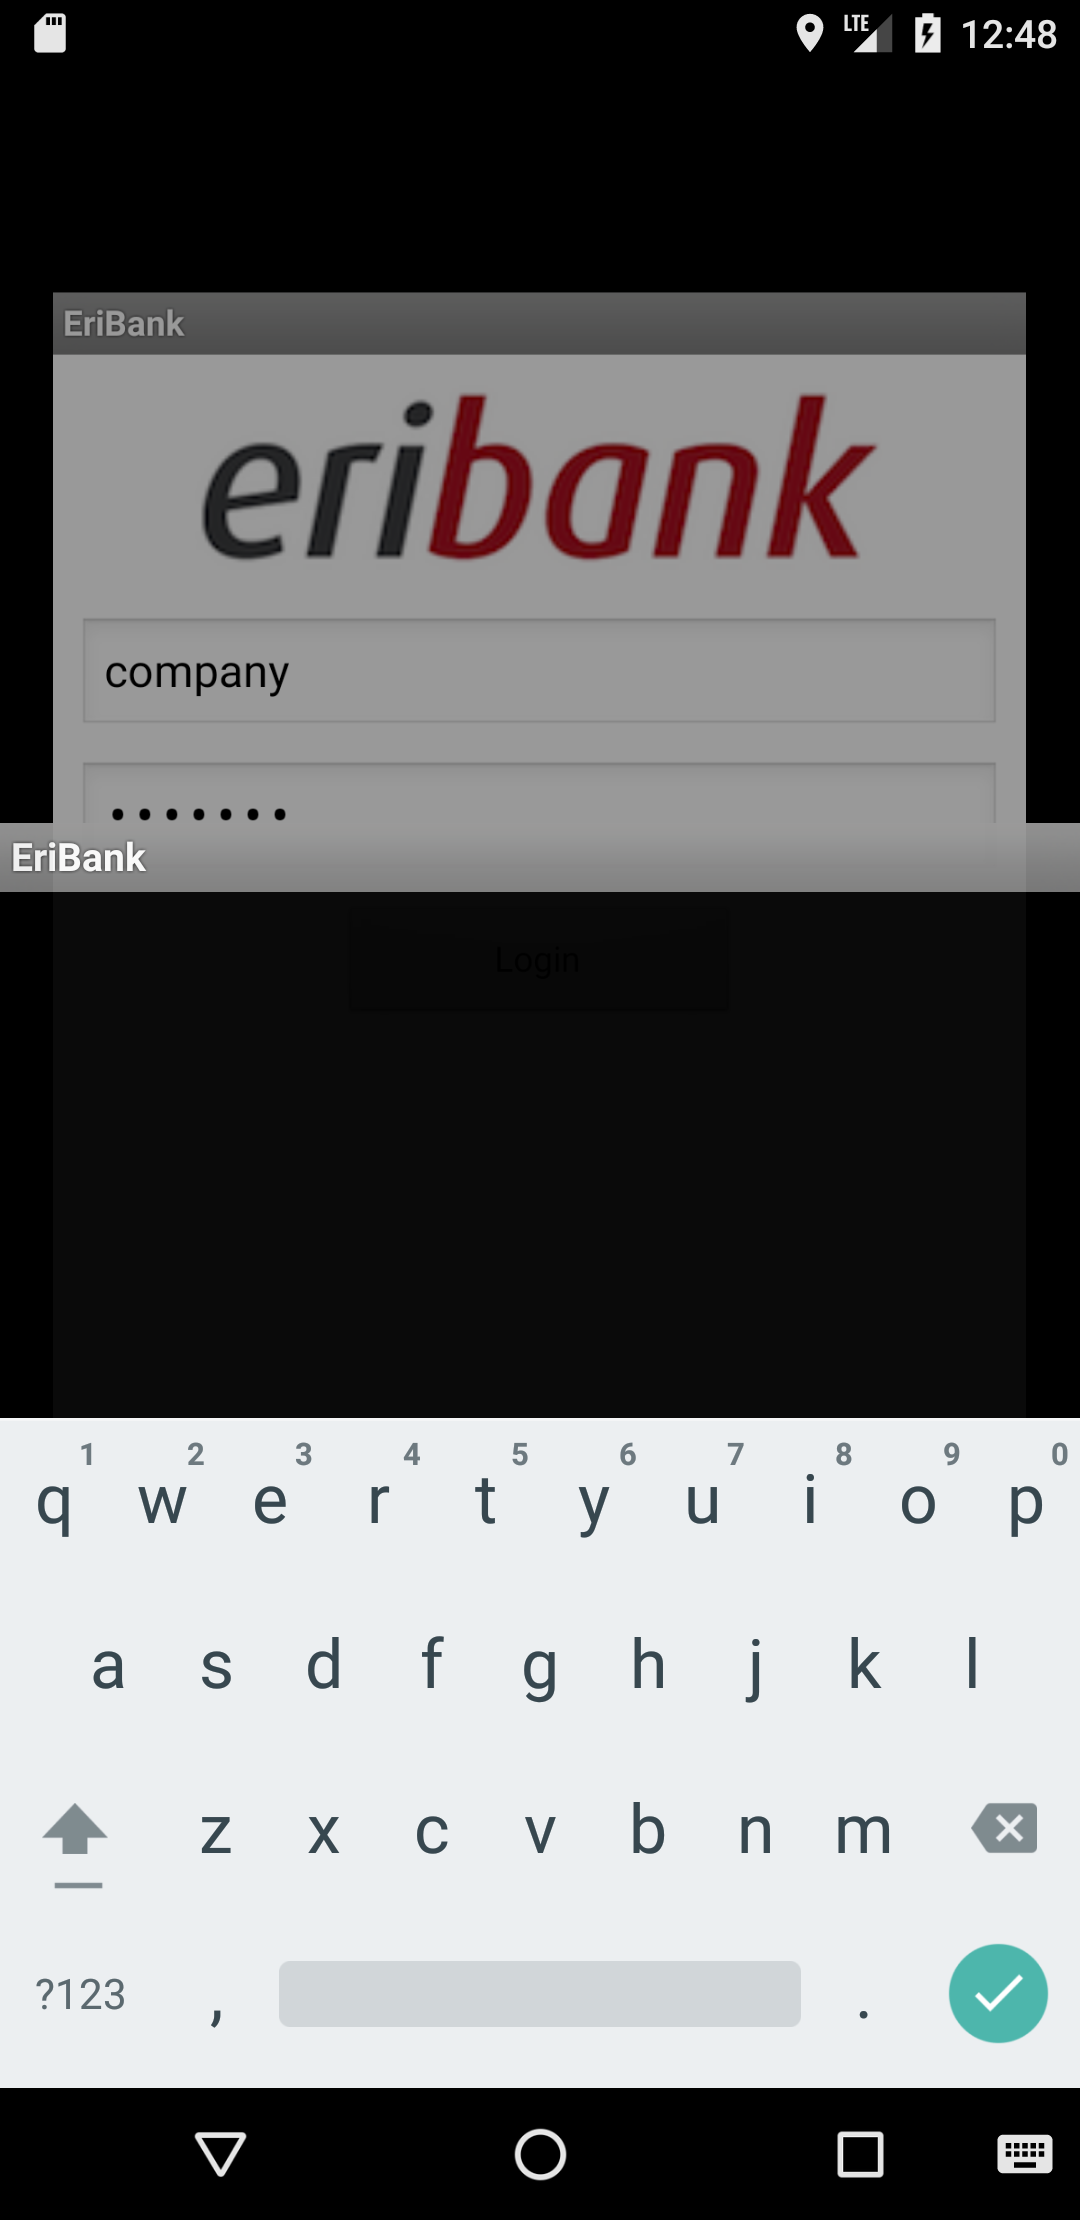 LTE 12:48
EriBank
eribank
company
•••••••
EriBank
Login
1 2 3 4 5 6 7 8 9 0
q w e r t y u i o p
a s d f g h j k l
z x c v b n m
?123 , .